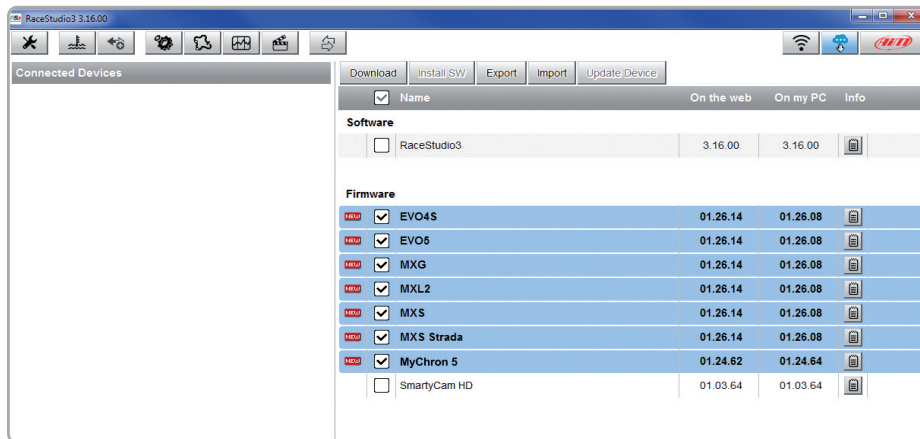 RaceStudio3 3.16.00
AiM
Connected Devices
Download Install SW Export Import Update Device
Name On the web On my PC Info
Software
RaceStudio3 3.16.00 3.16.00
Firmware
NEW EVO4S 01.26.14 01.26.08
NEW EVO5 01.26.14 01.26.08
NEW MXG 01.26.14 01.26.08
NEW MXL2 01.26.14 01.26.08
NEW MXS 01.26.14 01.26.08
NEW MXS Strada 01.26.14 01.26.08
NEW MyChron 5 01.24.62 01.24.64
SmartyCam HD 01.03.64 01.03.64